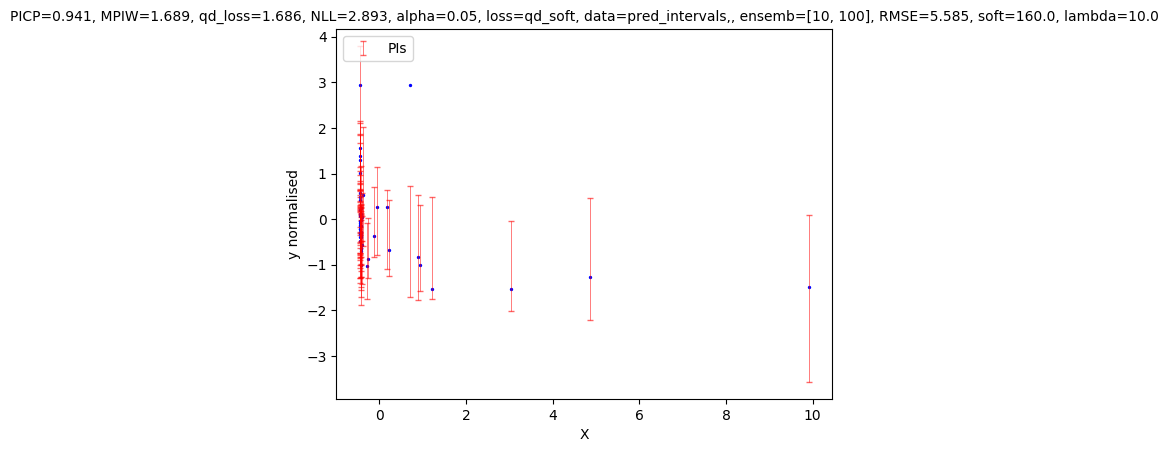 PICP=0.941, MPIW=1.689, qd_loss=1.686, NLL=2.893, alpha=0.05, loss=qd_soft, data=pred_intervals,, ensemb=[10, 100], RMSE=5.585, soft=160.0, lambda=10.0
PIs
4
3
2
1
0
−1
−2
−3
y normalised
0 2 4 6 8 10
X